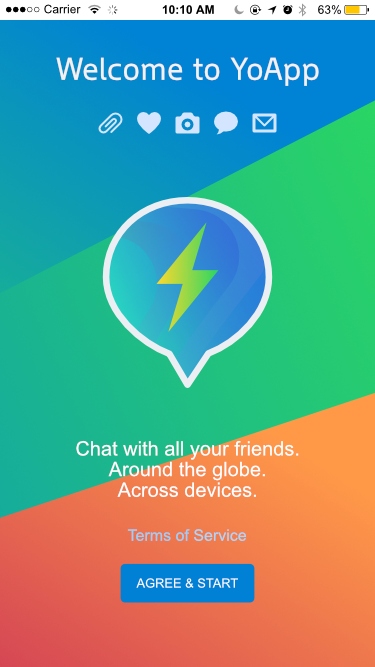 Carrier 10:10 AM 63%
Welcome to YoApp
Chat with all your friends.
Around the globe.
Across devices.
Terms of Service
AGREE & START